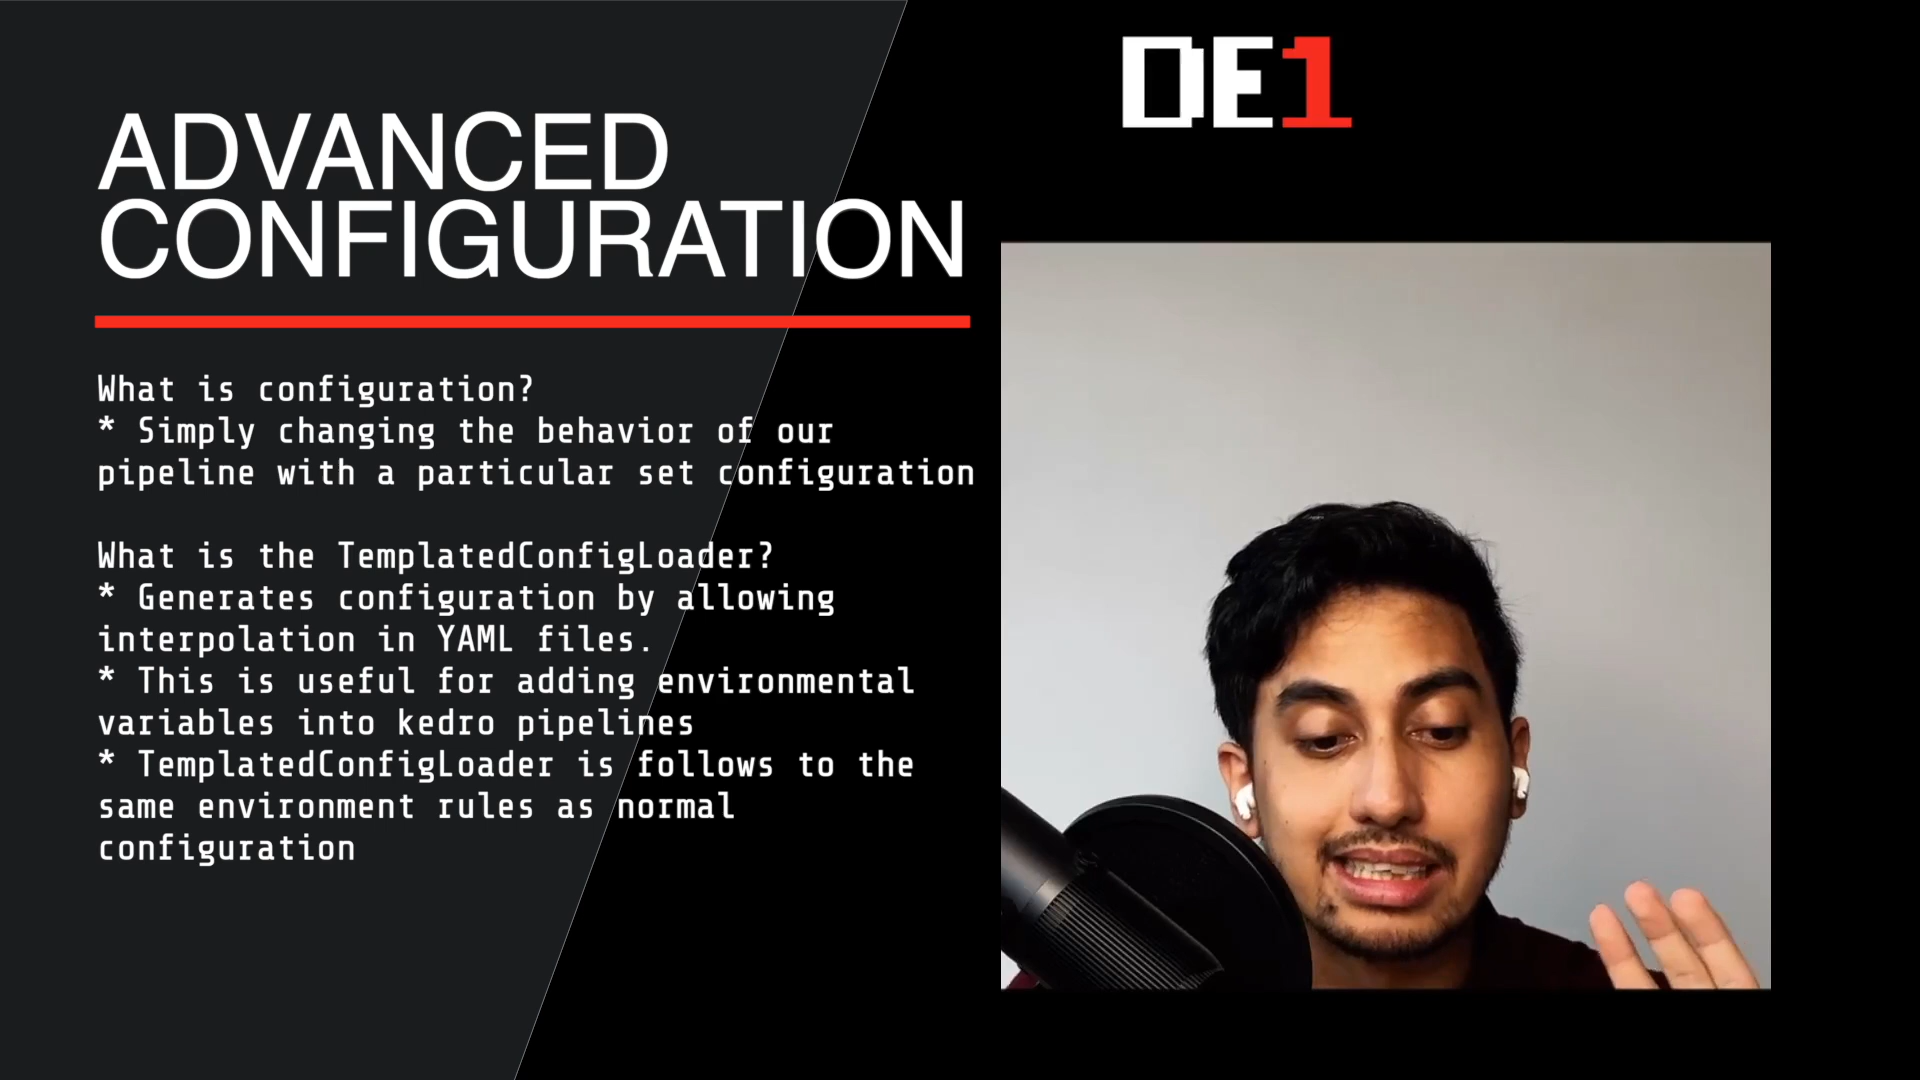 DE1
ADVANCED
CONFIGURATION
What is configuration?
* Simply changing the behavior of our
pipeline with a particular set configuration
What is the TemplatedConfigLoader?
* Generates configuration by allowing
interpolation in YAML files.
* This is useful for adding environmental
variables into kedro pipelines
* TemplatedConfigLoader is follows to the
same environment rules as normal
configuration